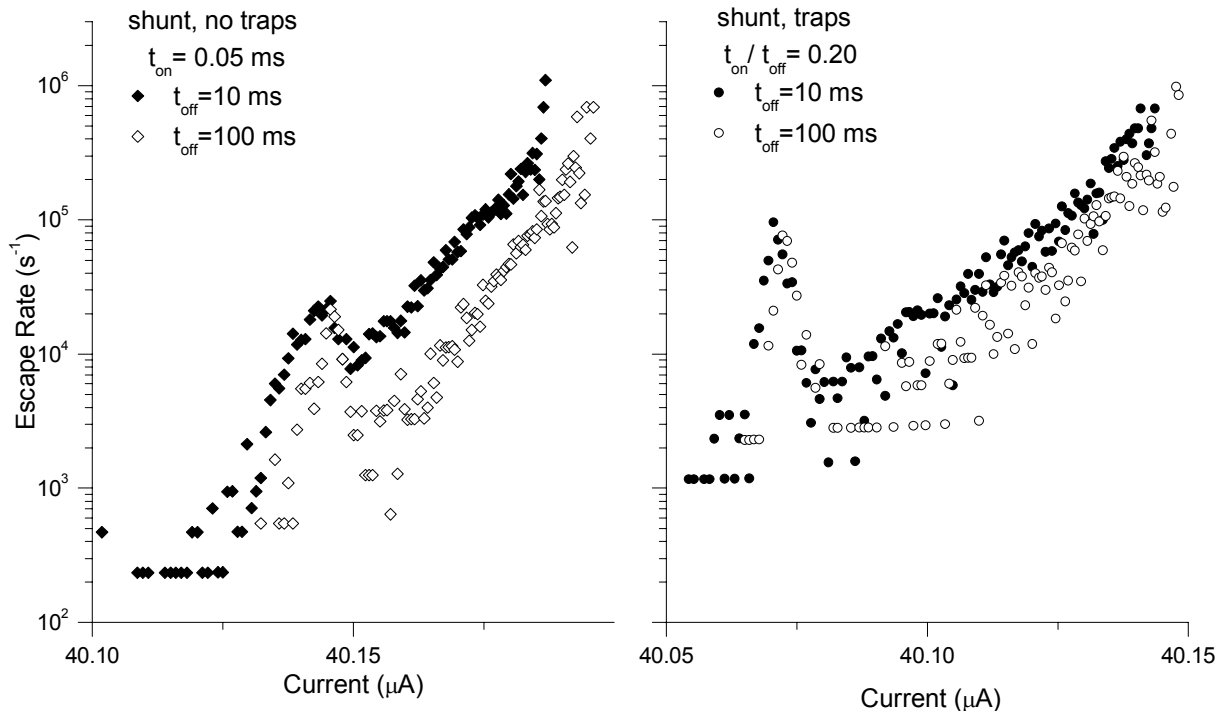 shunt, no traps
t_on= 0.05 ms
t_off=10 ms
t_off=100 ms
10^6
10^5
10^4
10^3
10^2
Escape Rate (s^-1)
40.10
40.15
Current (μA)
shunt, traps
t_on/ t_off= 0.20
t_off=10 ms
t_off=100 ms
40.05
40.10
40.15
Current (μA)